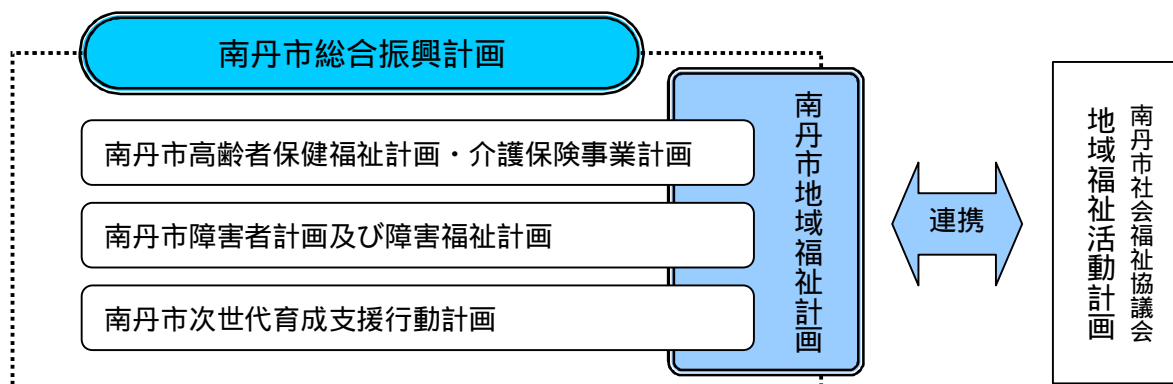 南丹市総合振興計画
南丹市高齢者保健福祉計画・介護保険事業計画
南丹市障害者計画及び障害福祉計画
南丹市次世代育成支援行動計画
南丹市地域福祉計画
連携
南丹市社会福祉協議会
地域福祉活動計画